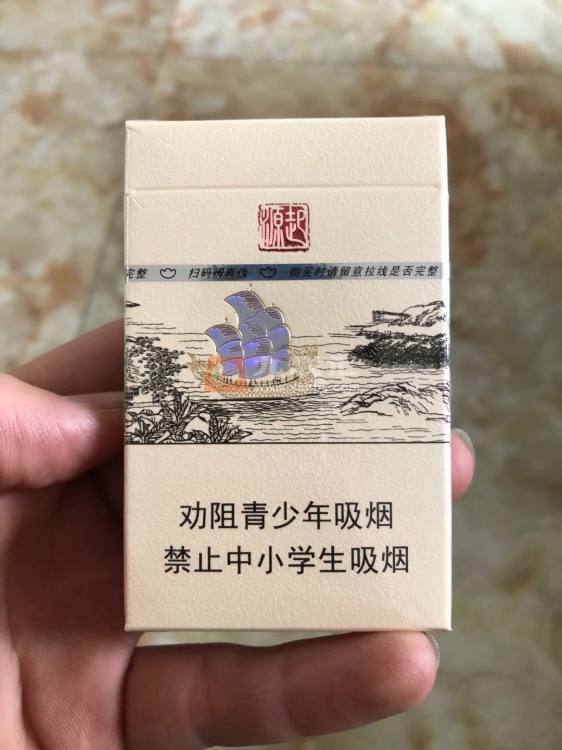 起源
完整 扫码辨真伪 购买时请留意拉线是否完整
劝阻青少年吸烟
禁止中小学生吸烟